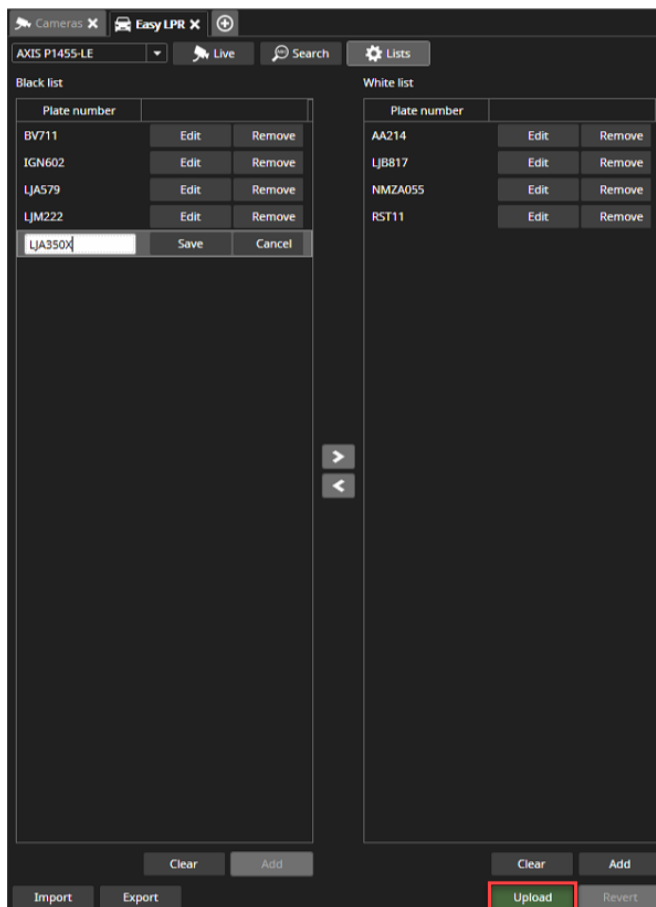 Cameras Easy LPR
AXIS P1455-LE Live Search Lists
Black list White list
Plate number Plate number
BV711 Edit Remove AA214 Edit Remove
IGN602 Edit Remove LJB817 Edit Remove
LJA579 Edit Remove NMZA055 Edit Remove
LJM222 Edit Remove RST11 Edit Remove
LJA350X Save Cancel
Clear Add Clear Add
Import Export Upload Revert